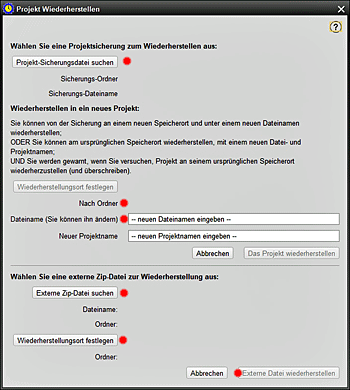 Projekt Wiederherstellen
Wählen Sie eine Projektsicherung zum Wiederherstellen aus:
Projekt-Sicherungsdatei suchen
Sicherungs-Ordner
Sicherungs-Dateiname
Wiederherstellen in ein neues Projekt:
Sie können von der Sicherung an einem neuen Speicherort und unter einem neuen Dateinamen
wiederherstellen;
ODER Sie können am ursprünglichen Speicherort wiederherstellen, mit einem neuen Datei- und
Projektnamen;
UND Sie werden gewarnt, wenn Sie versuchen, Projekt an seinem ursprünglichen Speicherort
wiederzustellen (und überschreiben).
Wiederherstellungsort festlegen
Nach Ordner
Dateiname (Sie können ihn ändern)
-- neuen Dateinamen eingeben --
Neuer Projektname
-- neuen Projektnamen eingeben --
Abbrechen
Das Projekt wiederherstellen
Wählen Sie eine externe Zip-Datei zur Wiederherstellung aus:
Externe Zip-Datei suchen
Dateiname:
Ordner:
Wiederherstellungsort festlegen
Ordner:
Abbrechen
Externe Datei wiederherstellen